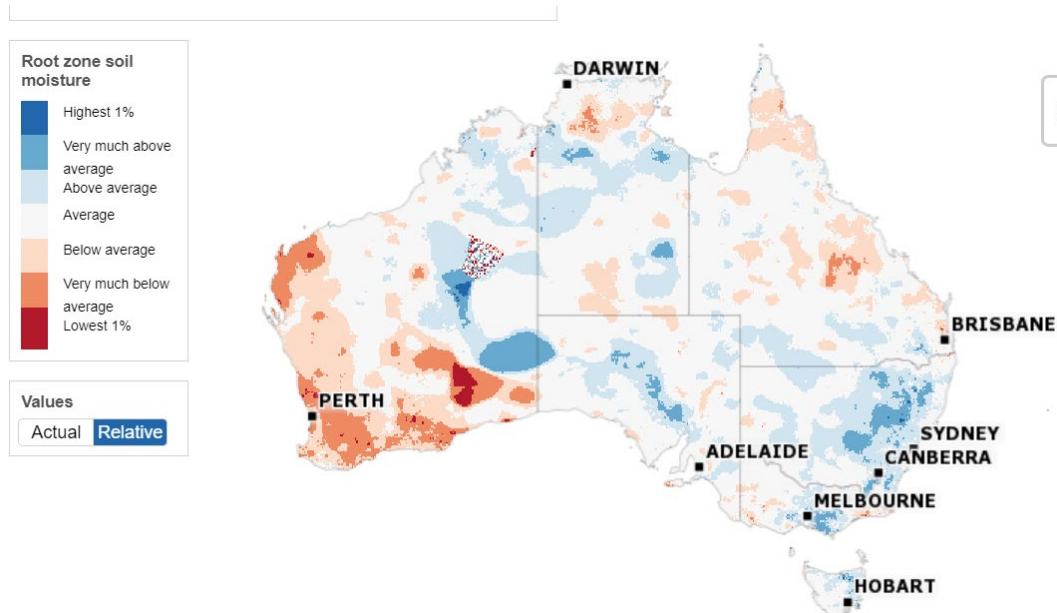 Root zone soil
moisture
Highest 1%
Very much above
average
Above average
Average
Below average
Very much below
average
Lowest 1%
Values
Actual Relative
DARWIN
BRISBANE
PERTH
SYDNEY
ADELAIDE
CANBERRA
MELBOURNE
HOBART